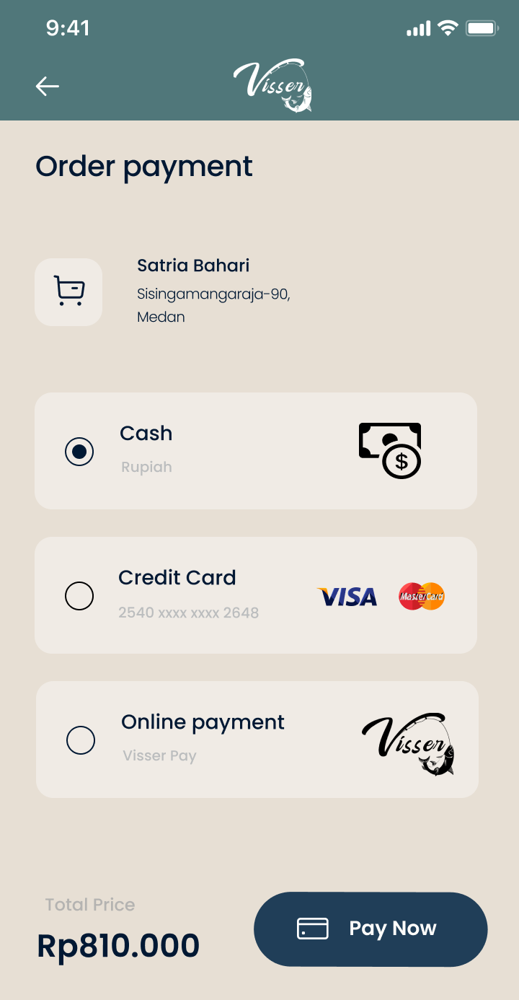 9:41
Visser
Order payment
Satria Bahari
Sisingamangaraja-90,
Medan
Cash
Rupiah
$
Credit Card
2540 xxxx xxxx 2648
VISA
MasterCard
Online payment
Visser Pay
Visser
Total Price
Rp810.000
Pay Now